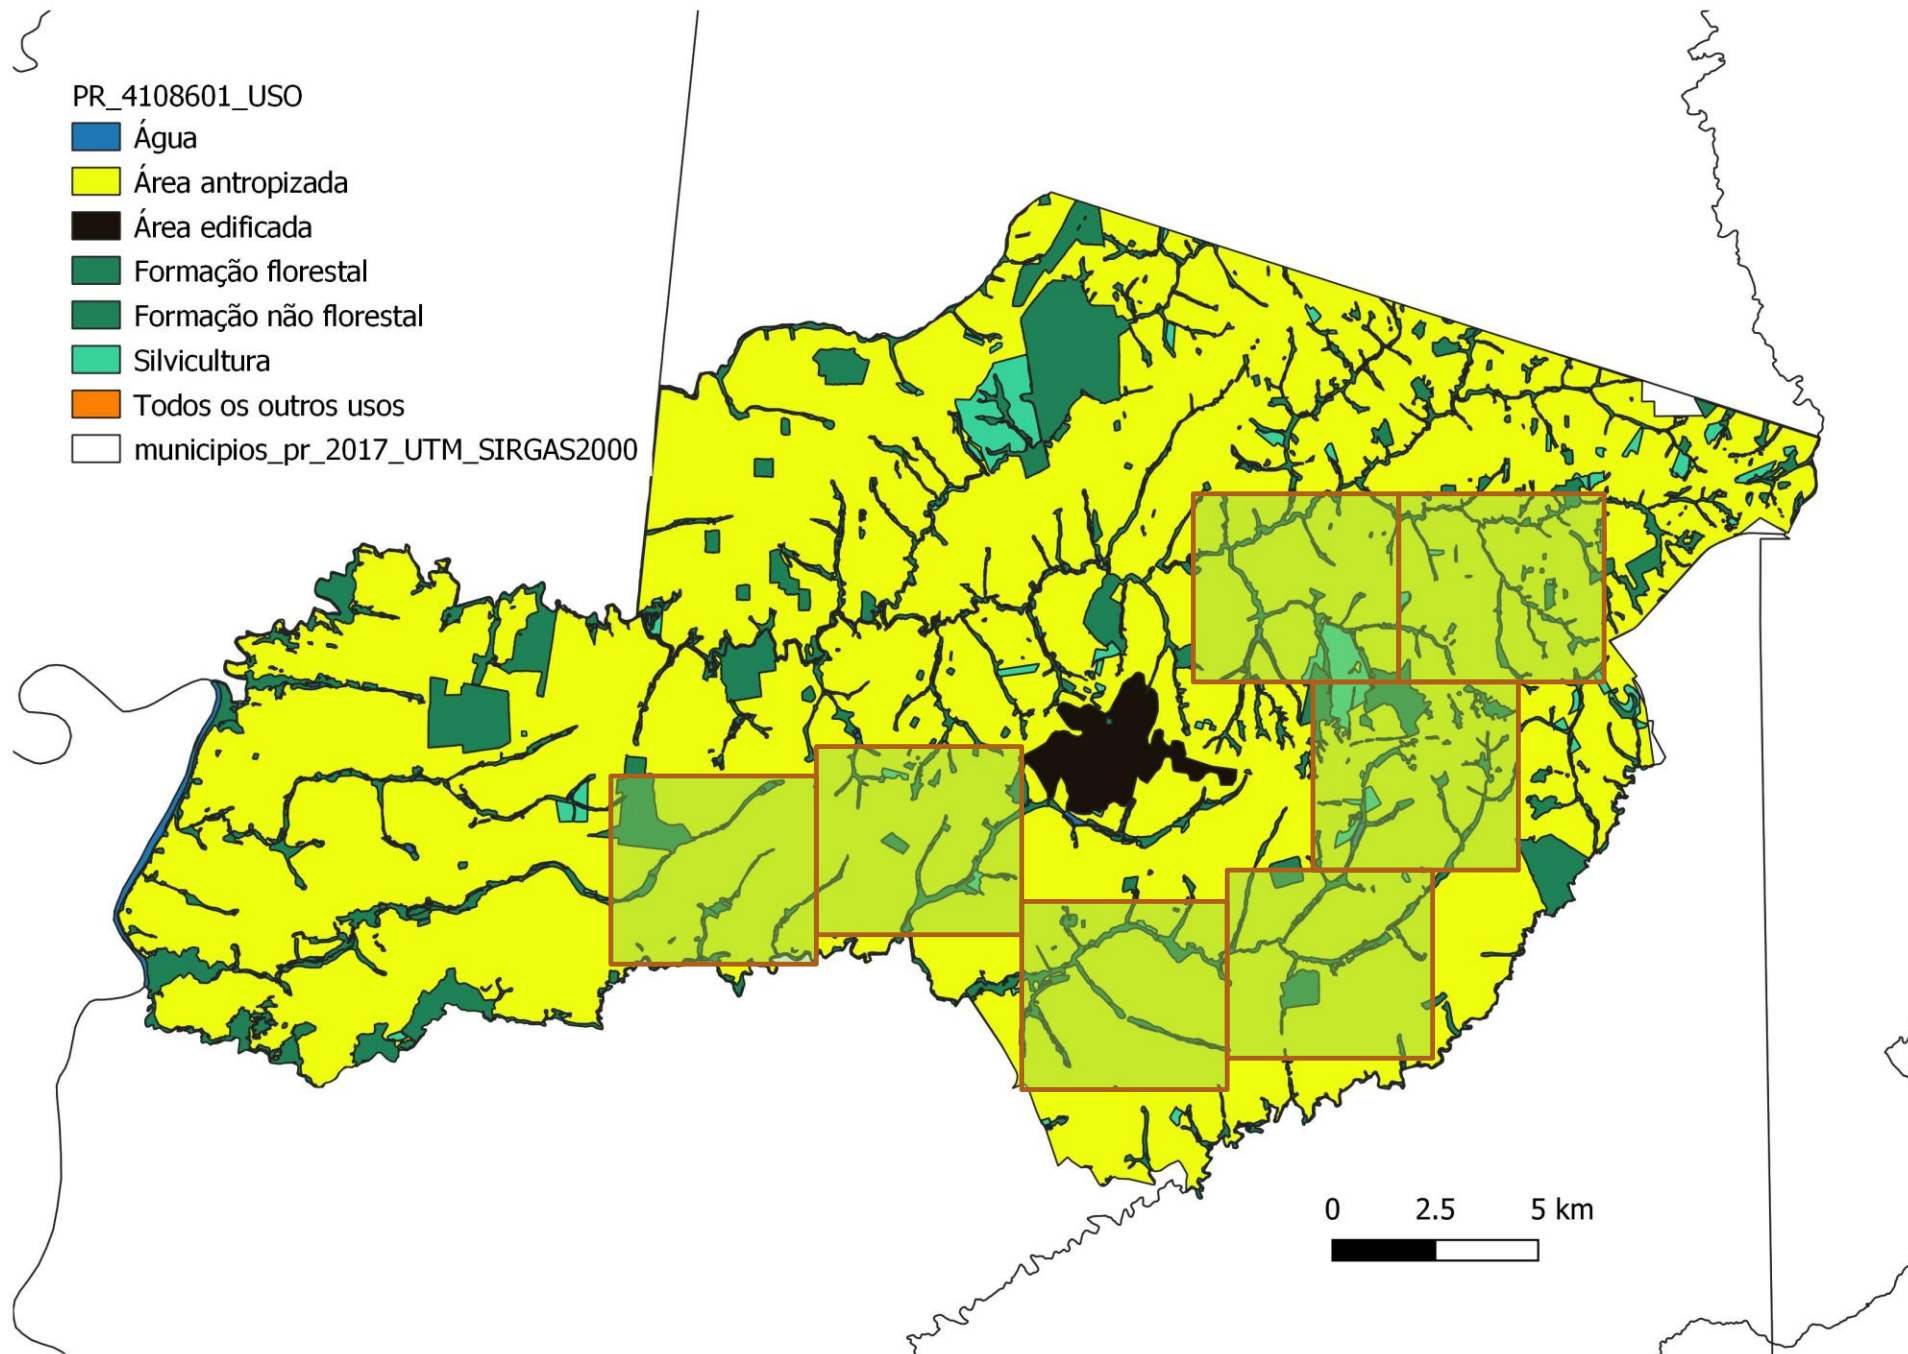 PR_4108601_USO
Água
Área antropizada
Área edificada
Formação florestal
Formação não florestal
Silvicultura
Todos os outros usos
municipios_pr_2017_UTM_SIRGAS2000
0 2.5 5 km